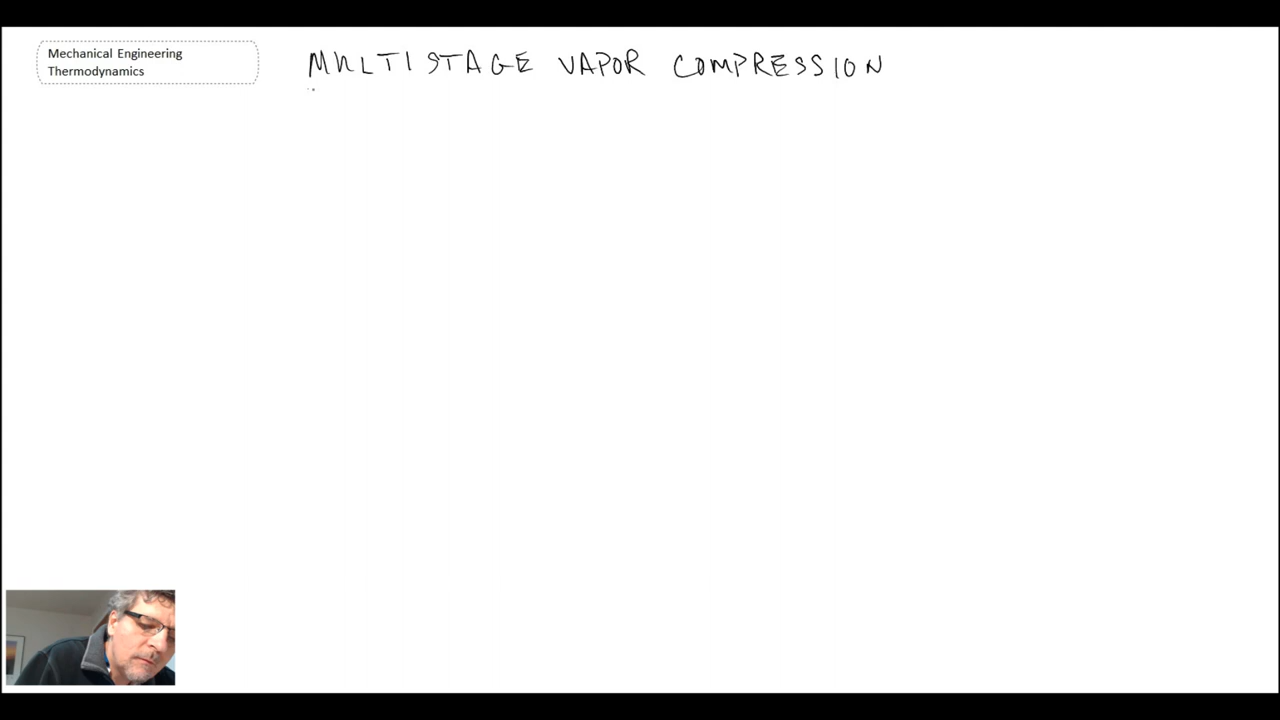 Mechanical Engineering
Thermodynamics
MULTISTAGE VAPOR COMPRESSION